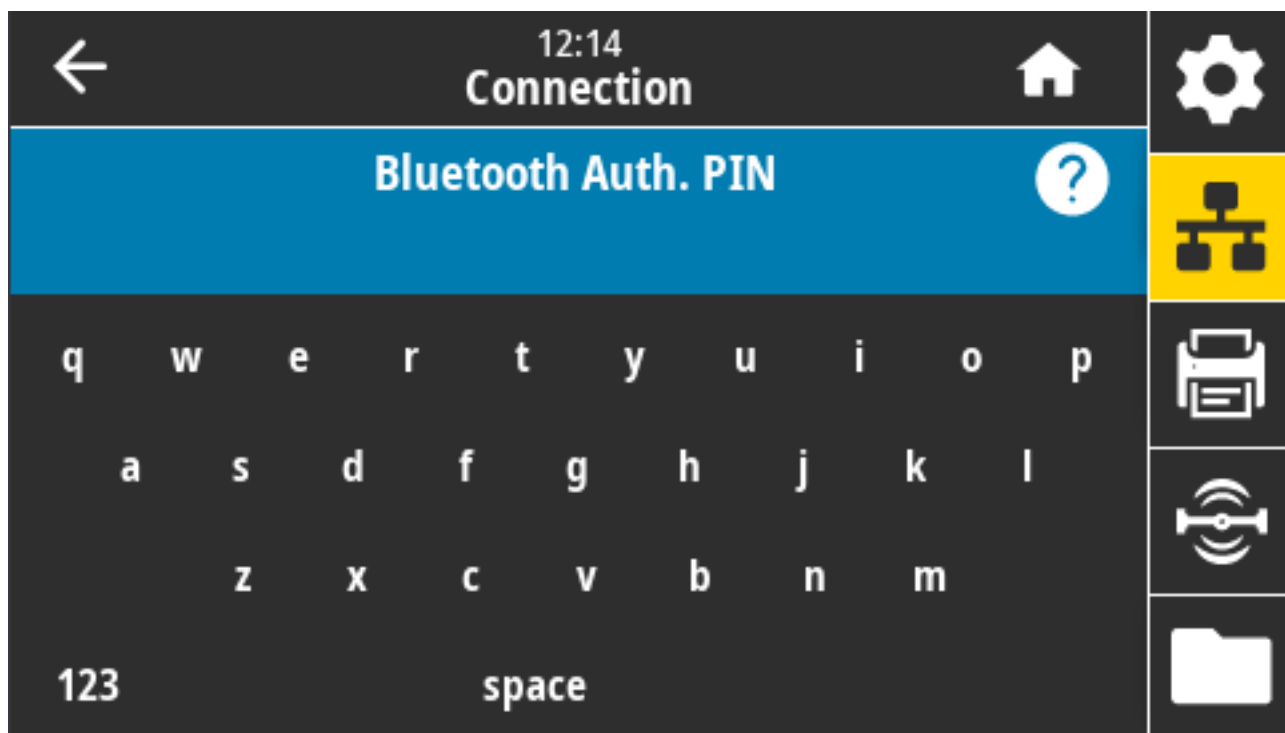 12:14
Connection
Bluetooth Auth. PIN
?
q w e r t y u i o p
a s d f g h j k l
z x c v b n m
123 space